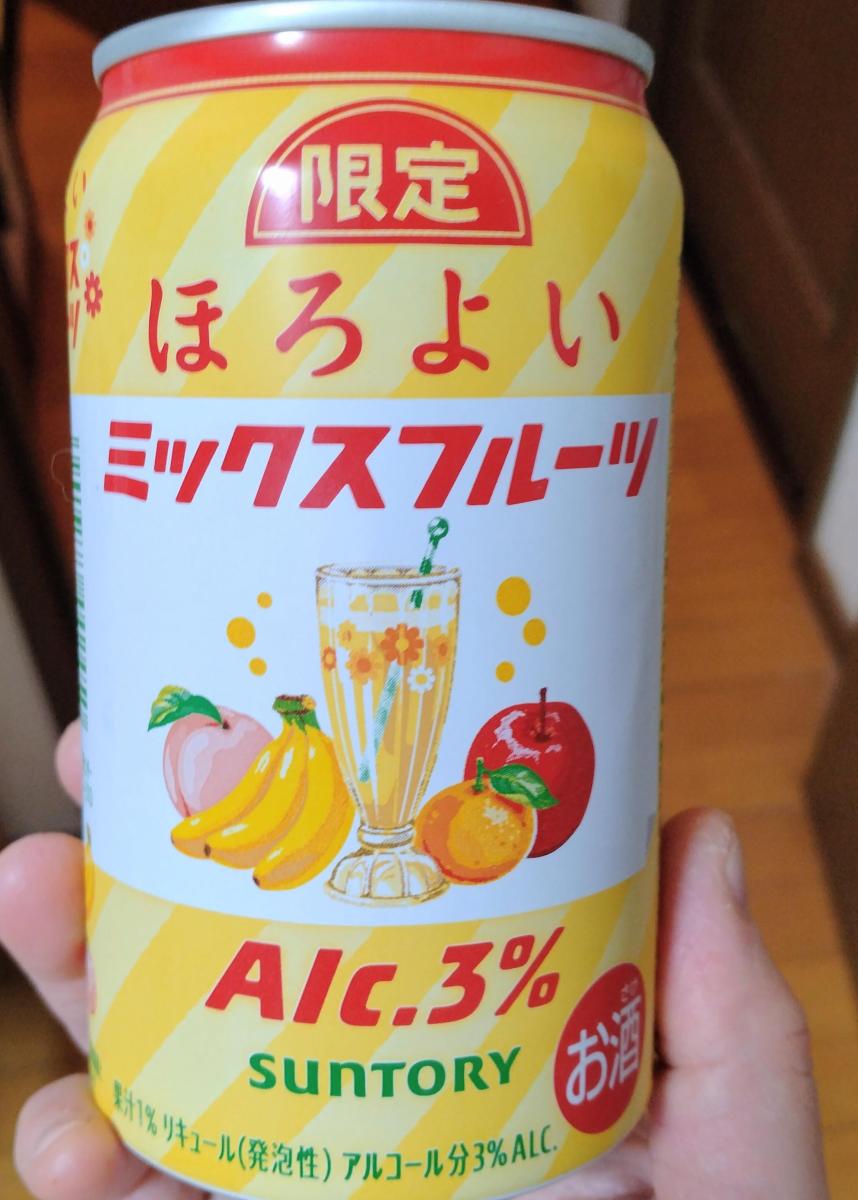 限定
ほろよい
ミックスフルーツ
Alc.3%
SUNTORY
お酒
さけ
果汁1% リキュール(発泡性) アルコール分3%ALC.